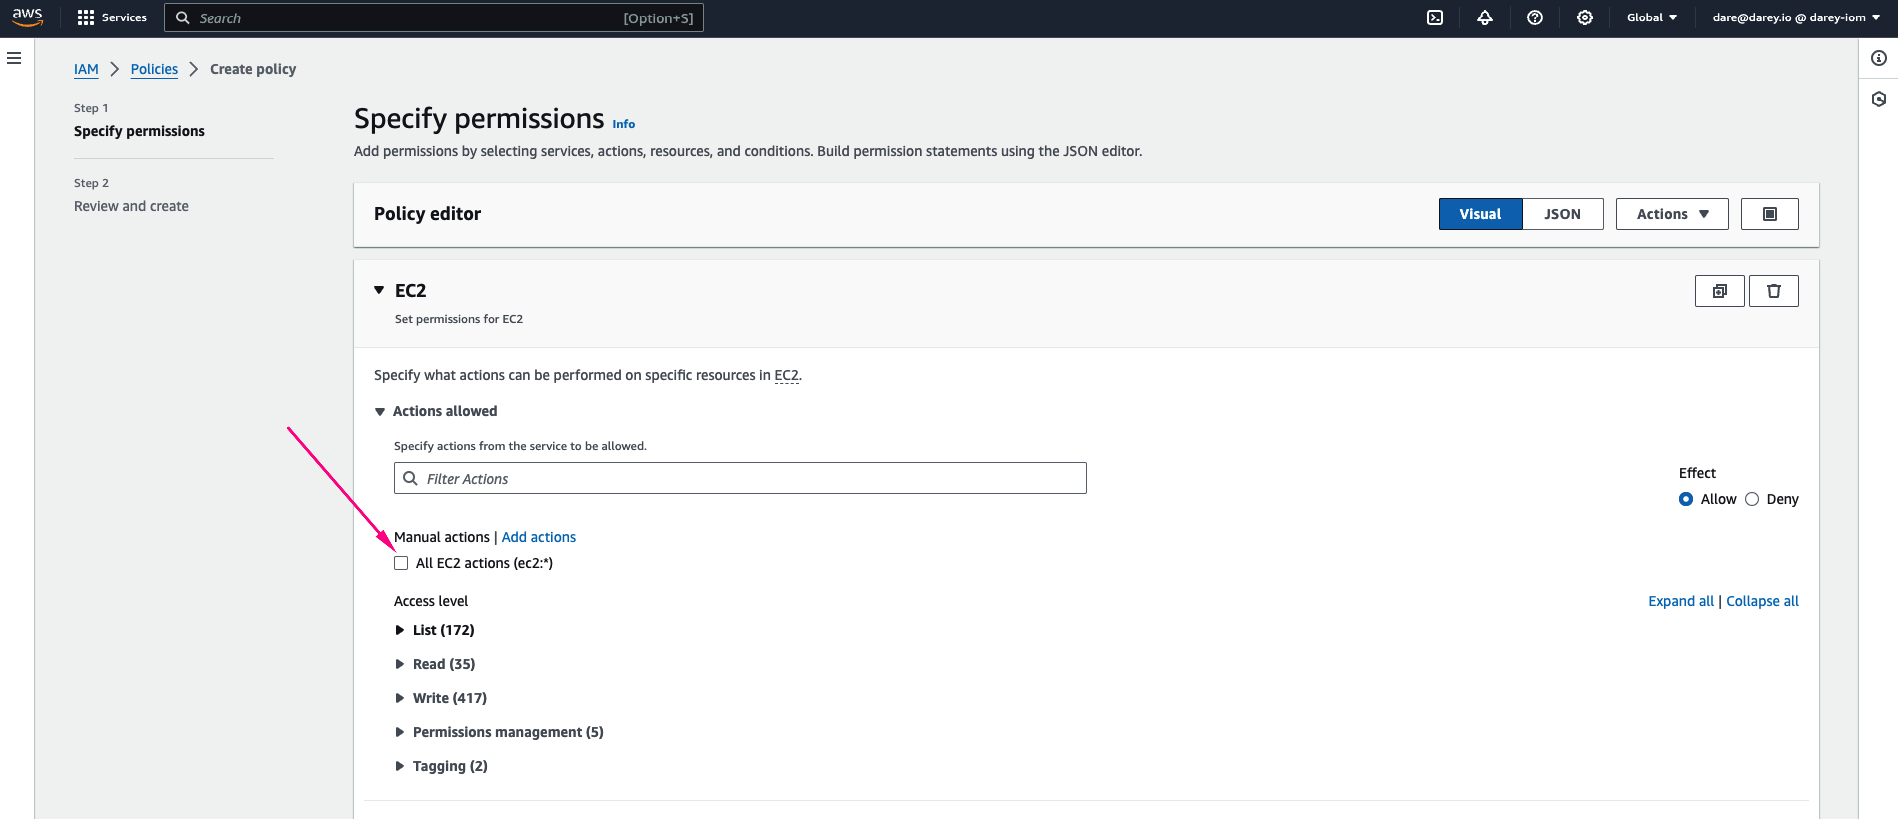 aws
Services
Search [Option+S]
Global
dare@darey.io @ darey-iom
IAM
Policies
Create policy
Step 1
Specify permissions
Step 2
Review and create
Specify permissions Info
Add permissions by selecting services, actions, resources, and conditions. Build permission statements using the JSON editor.
Policy editor
Visual
JSON
Actions
EC2
Set permissions for EC2
Specify what actions can be performed on specific resources in EC2.
Actions allowed
Specify actions from the service to be allowed.
Filter Actions
Effect
Allow
Deny
Manual actions | Add actions
All EC2 actions (ec2:*)
Access level
Expand all | Collapse all
List (172)
Read (35)
Write (417)
Permissions management (5)
Tagging (2)